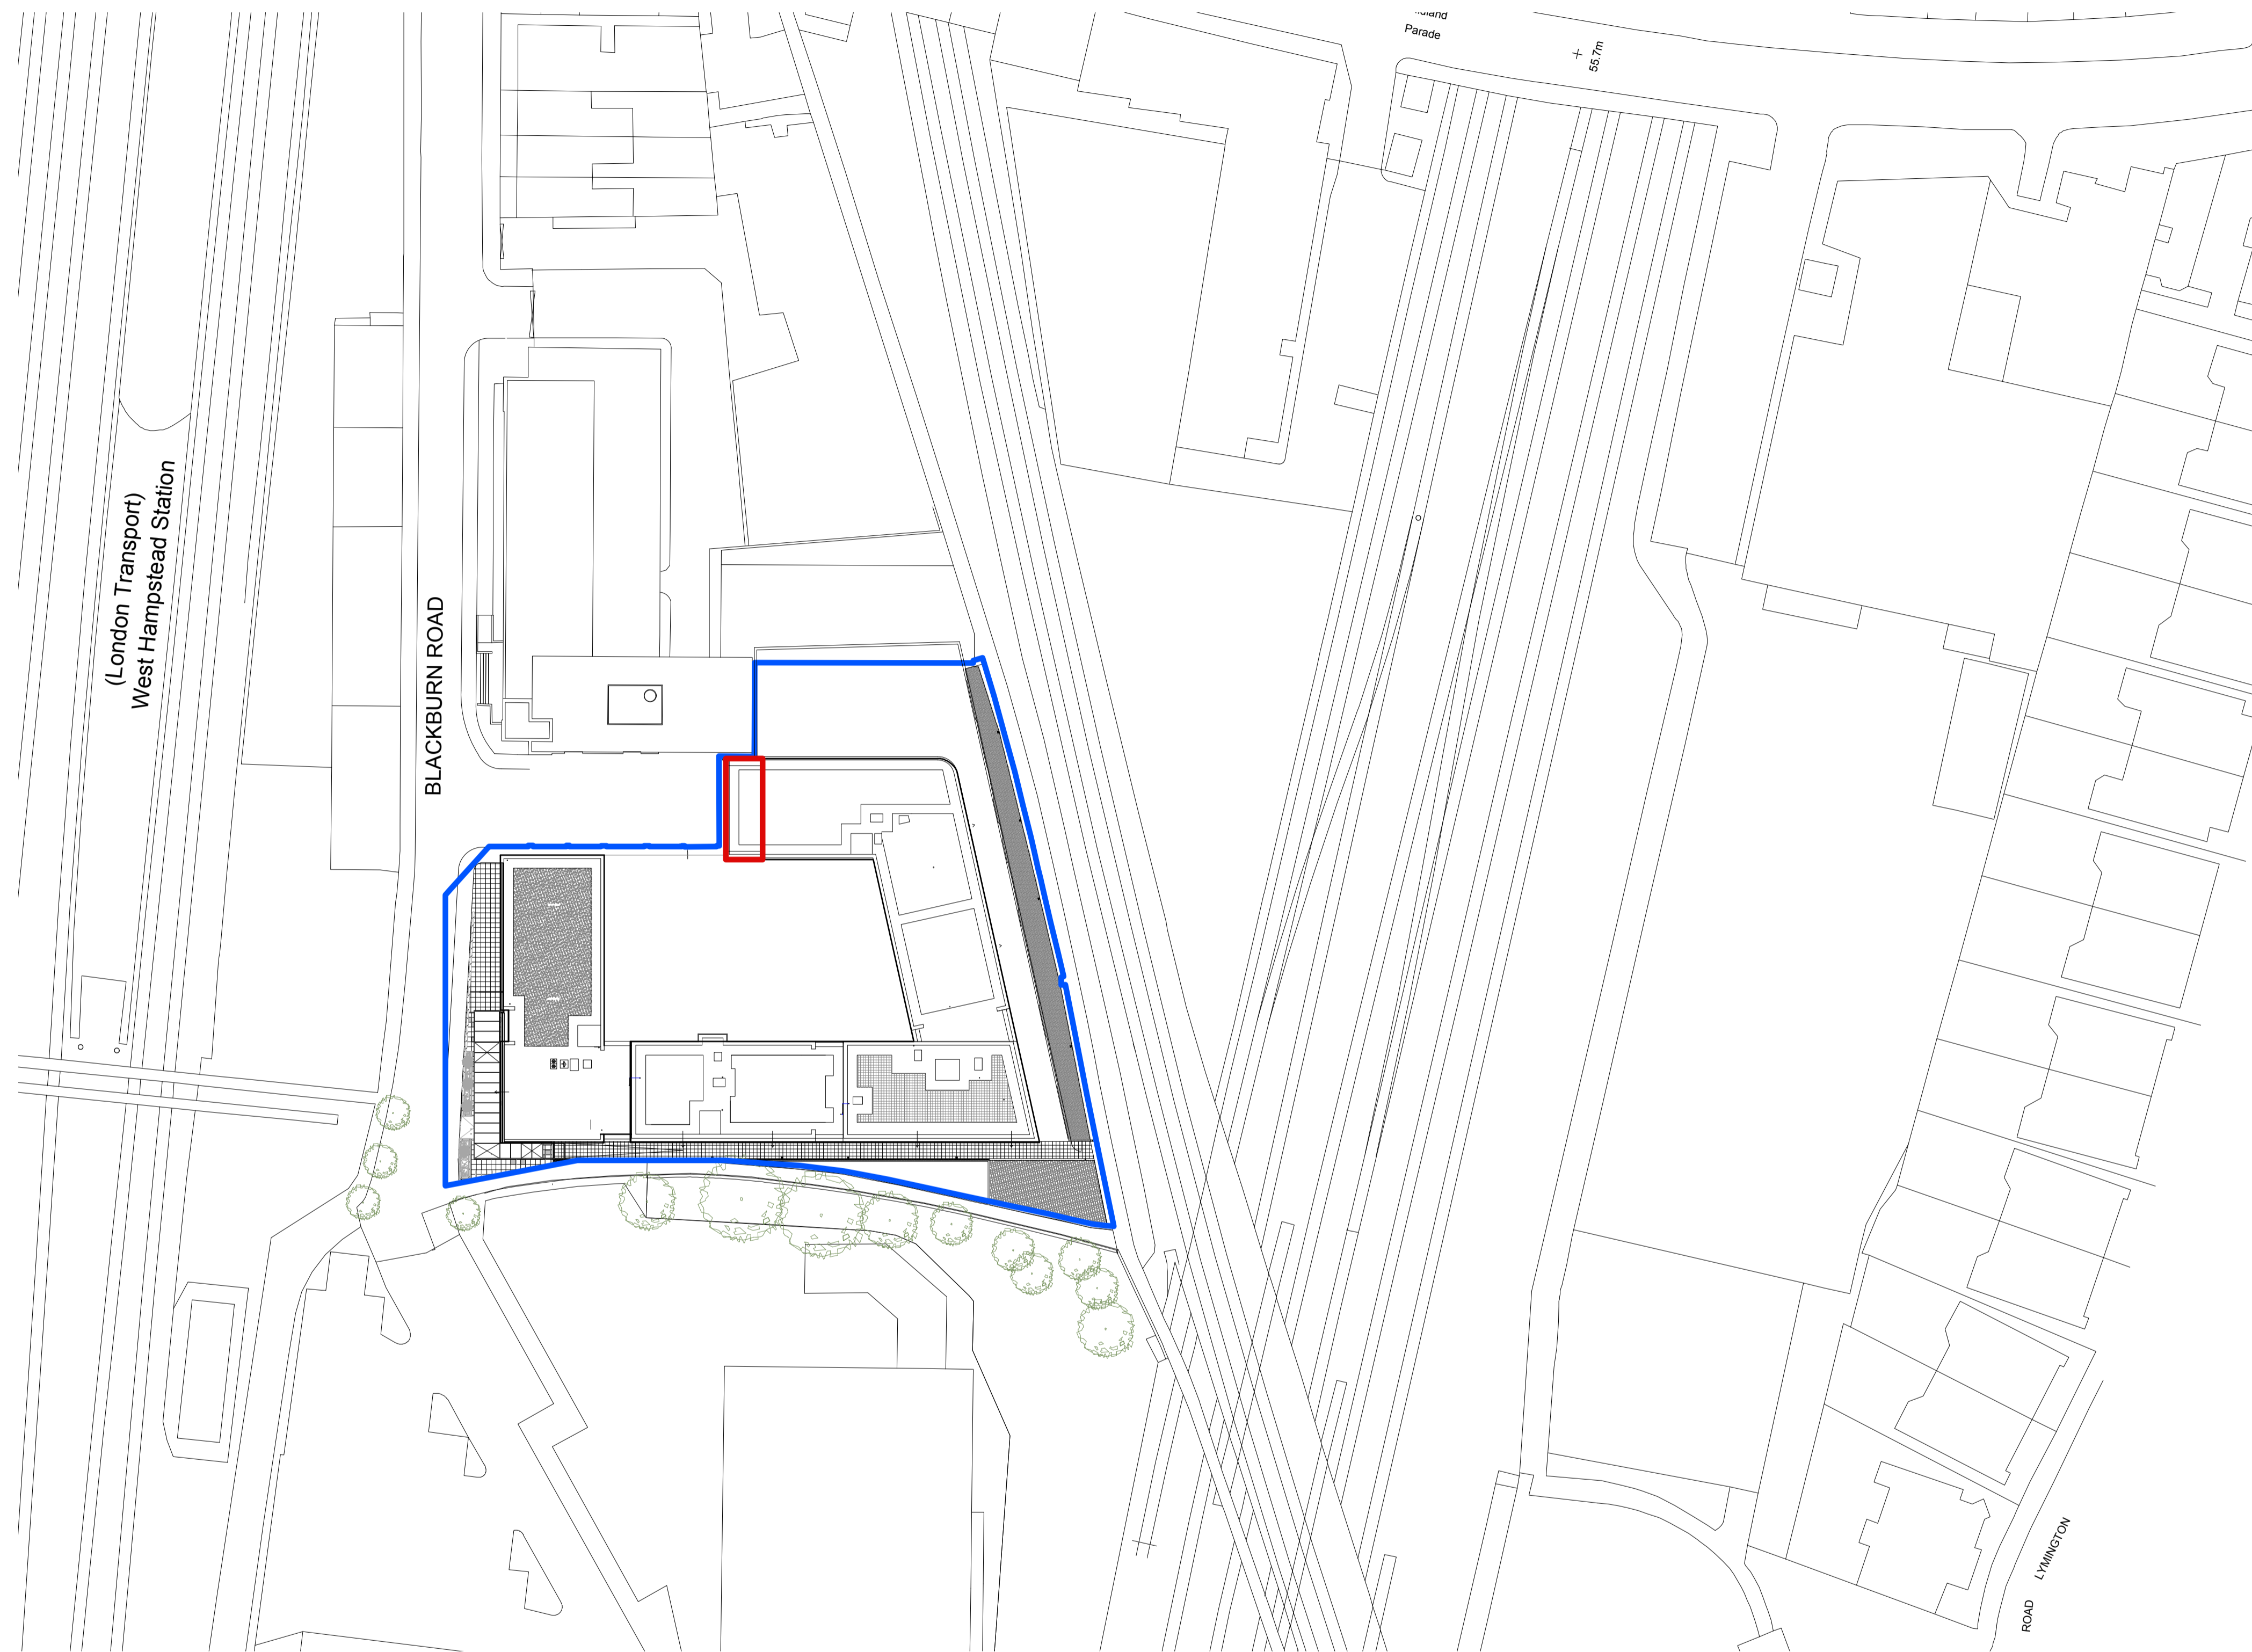 Parade
55.7m
(London Transport)
West Hampstead Station
BLACKBURN ROAD
LYMINGTON
ROAD